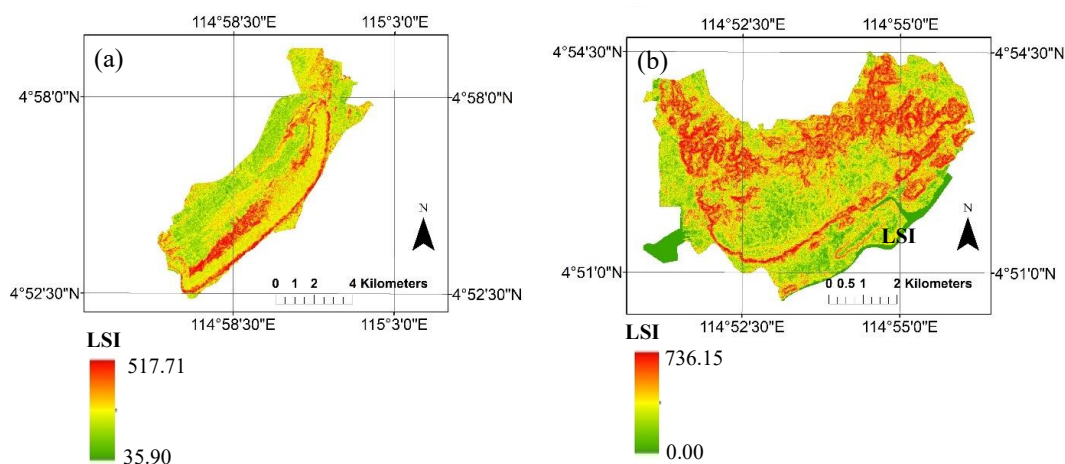 (a)
114°58'30"E 115°3'0"E
4°58'0"N 4°58'0"N
N
0 1 2 4 Kilometers
4°52'30"N 4°52'30"N
114°58'30"E 115°3'0"E
LSI
517.71
35.90
(b)
114°52'30"E 114°55'0"E
4°54'30"N 4°54'30"N
N
LSI
0 0.5 1 2 Kilometers
4°51'0"N 4°51'0"N
114°52'30"E 114°55'0"E
LSI
736.15
0.00